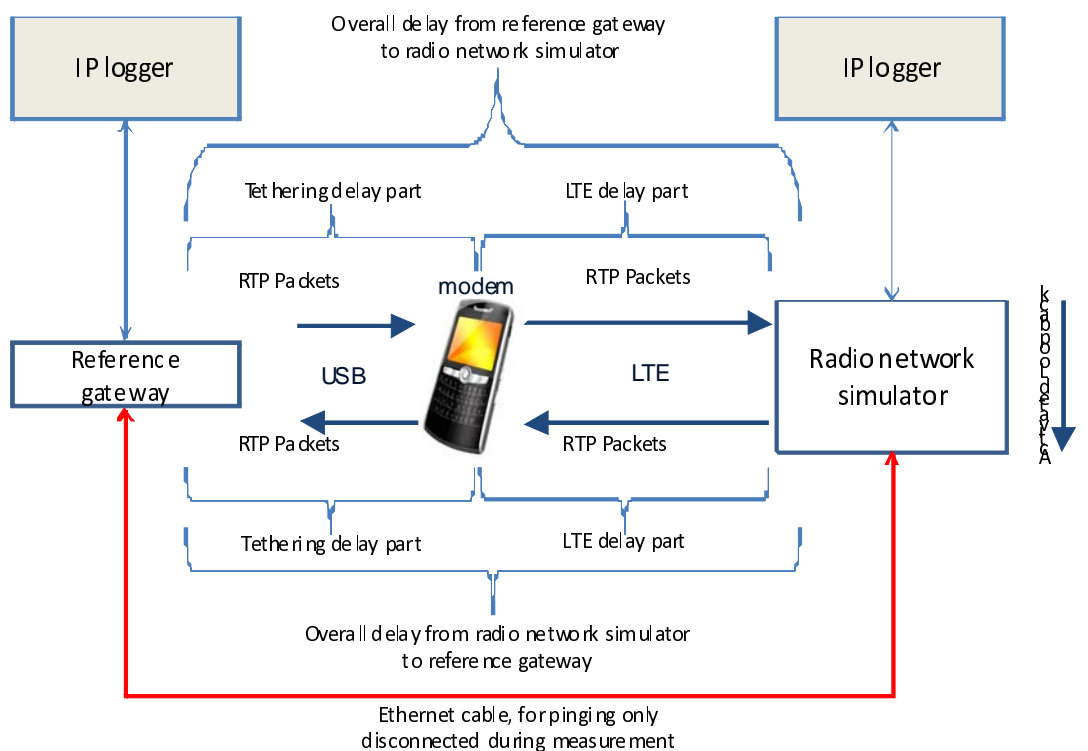 Overall delay from reference gateway
to radio network simulator
IP logger
IP logger
Tethering delay part
LTE delay part
RTP Packets
RTP Packets
modem
Reference
gateway
USB
LTE
Radio network
simulator
Activated Loopback
RTP Packets
RTP Packets
Tethering delay part
LTE delay part
Overall delay from radio network simulator
to reference gateway
Ethernet cable, for pinging only
disconnected during measurement